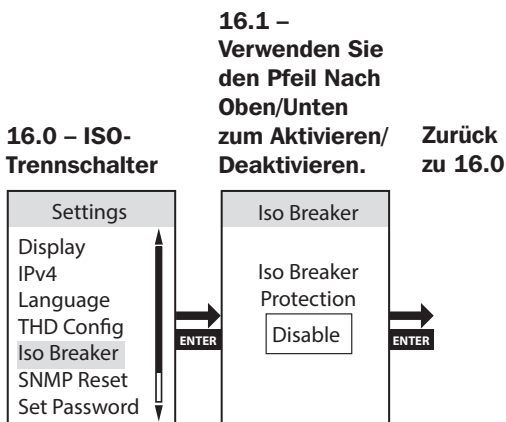 16.0 – ISO-
Trennschalter
16.1 –
Verwenden Sie
den Pfeil Nach
Oben/Unten
zum Aktivieren/
Deaktivieren.
Zurück
zu 16.0
Settings
Display
IPv4
Language
THD Config
Iso Breaker
SNMP Reset
Set Password
ENTER
Iso Breaker
Iso Breaker
Protection
Disable
ENTER